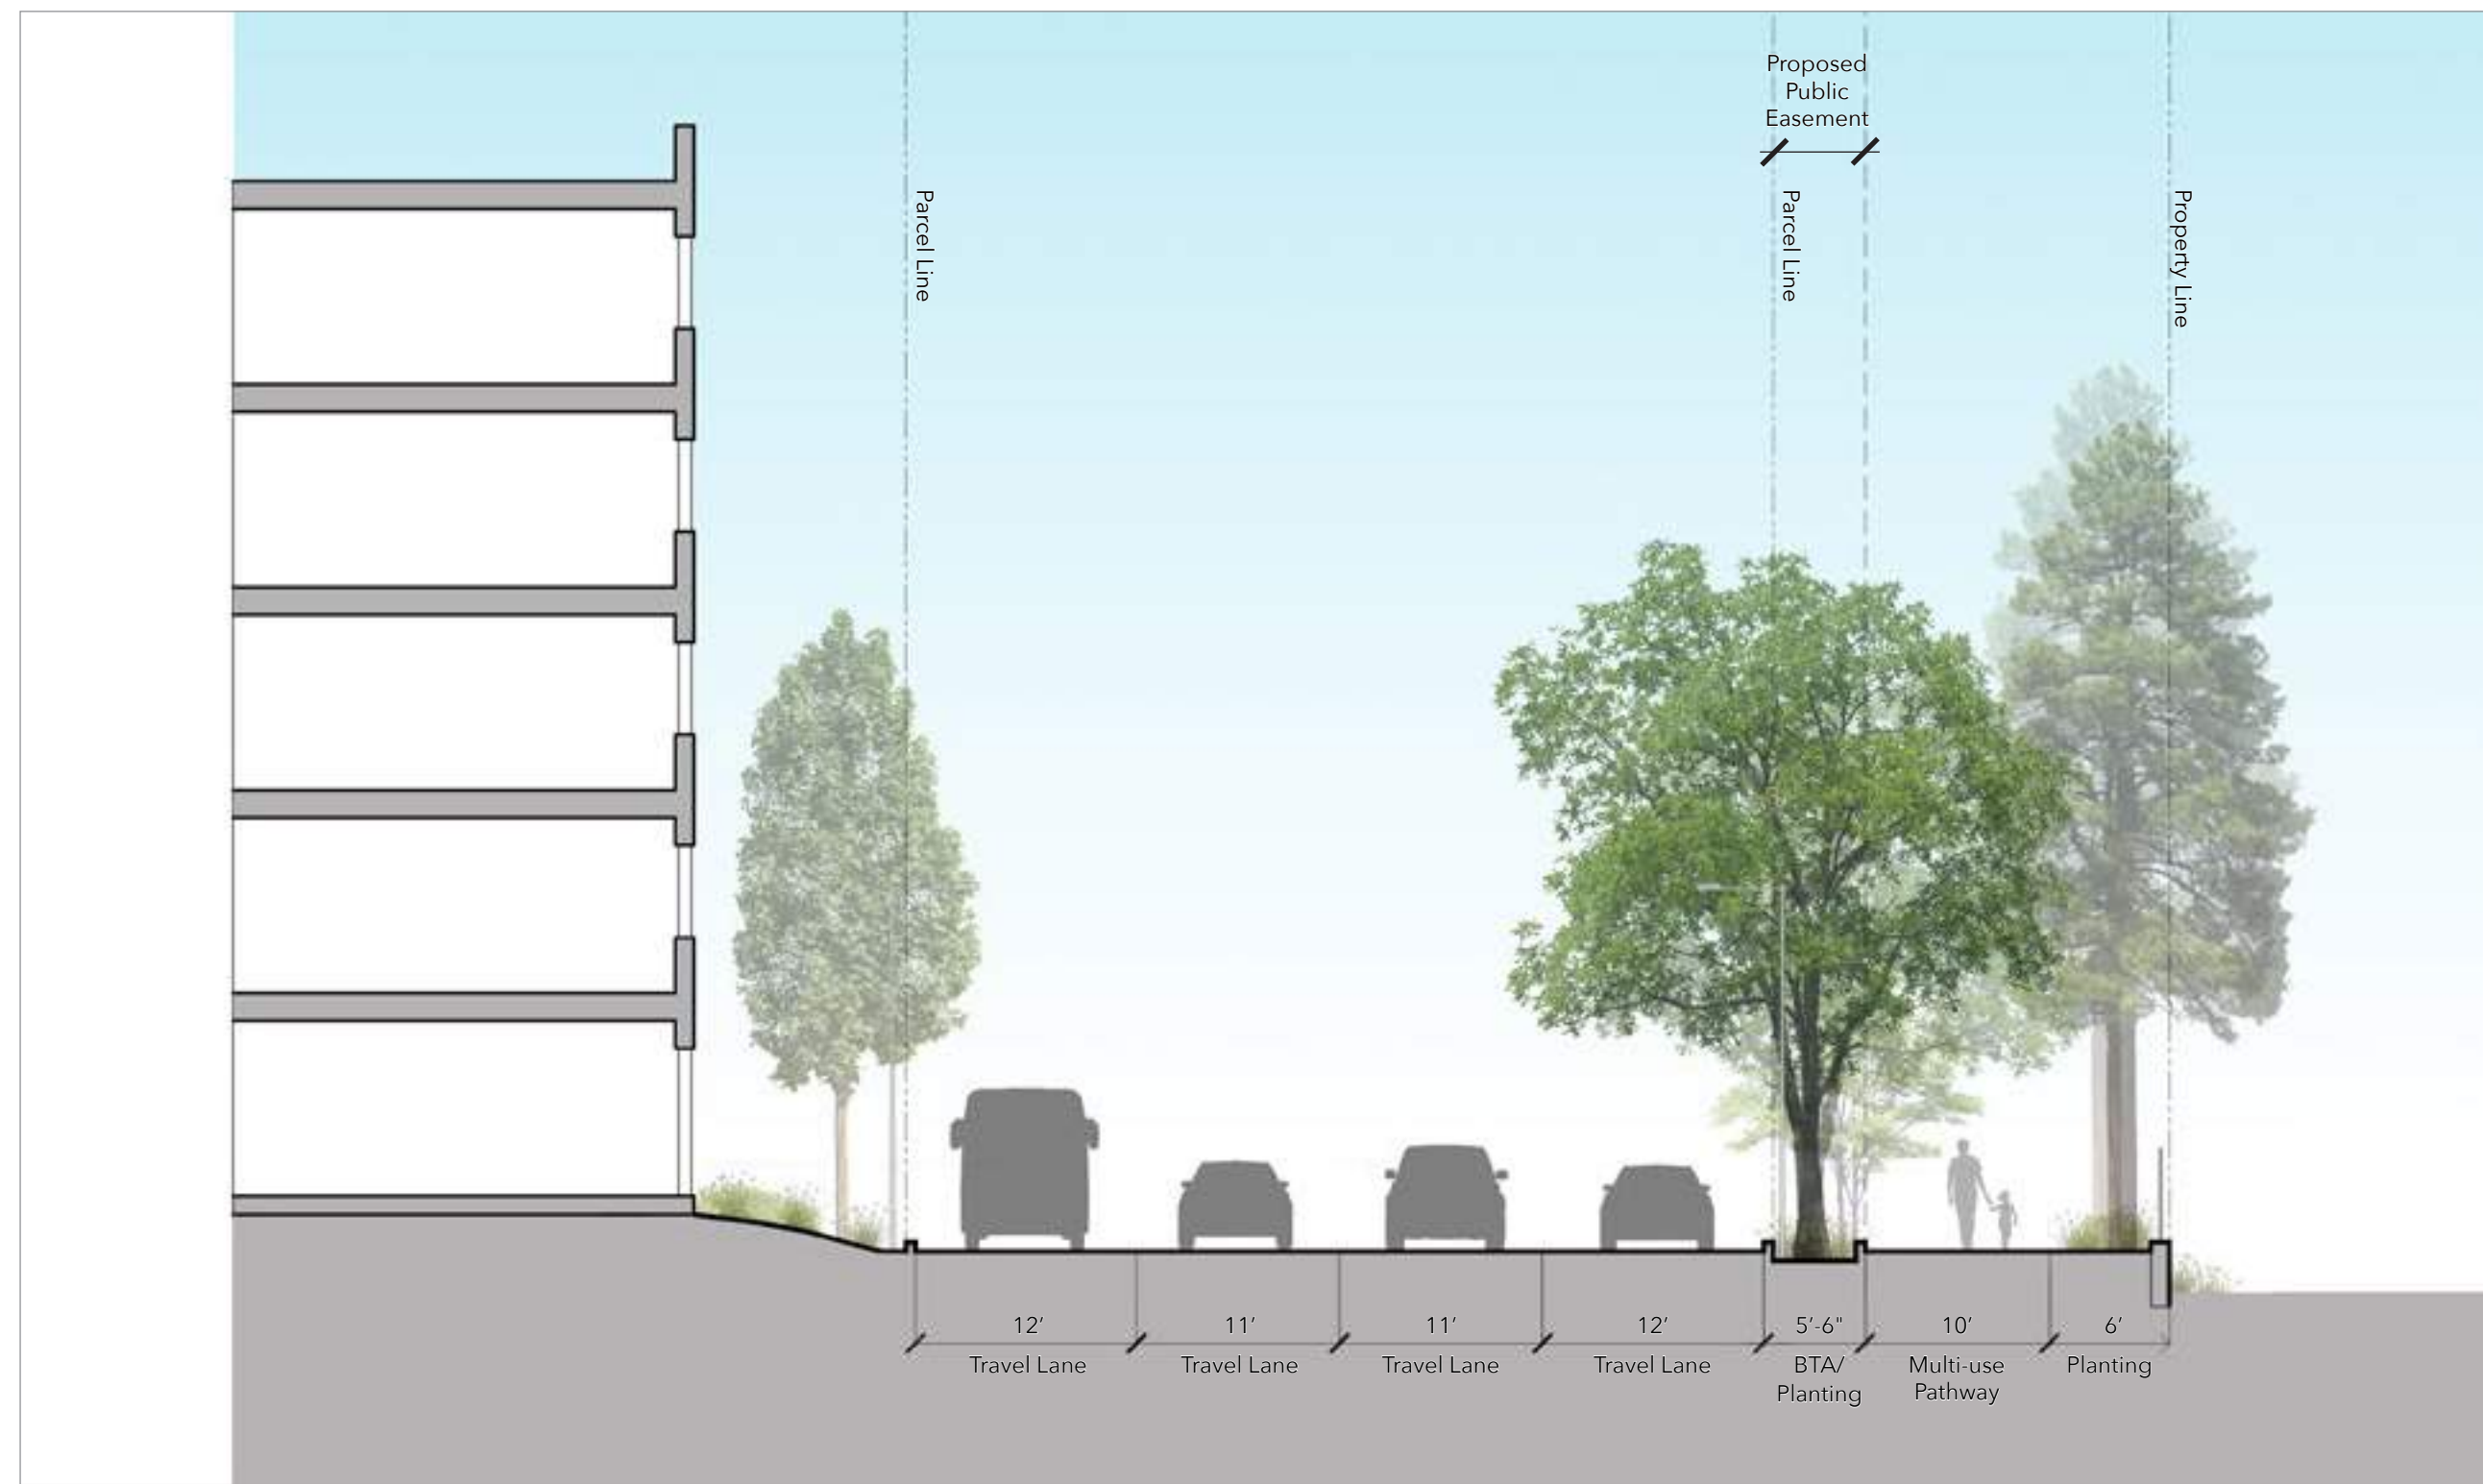 Proposed
Public
Easement
Parcel Line
Parcel Line
Property Line
12’
11’
11’
12’
5’-6"
10’
6’
Travel Lane
Travel Lane
Travel Lane
Travel Lane
BTA/
Planting
Multi-use
Pathway
Planting